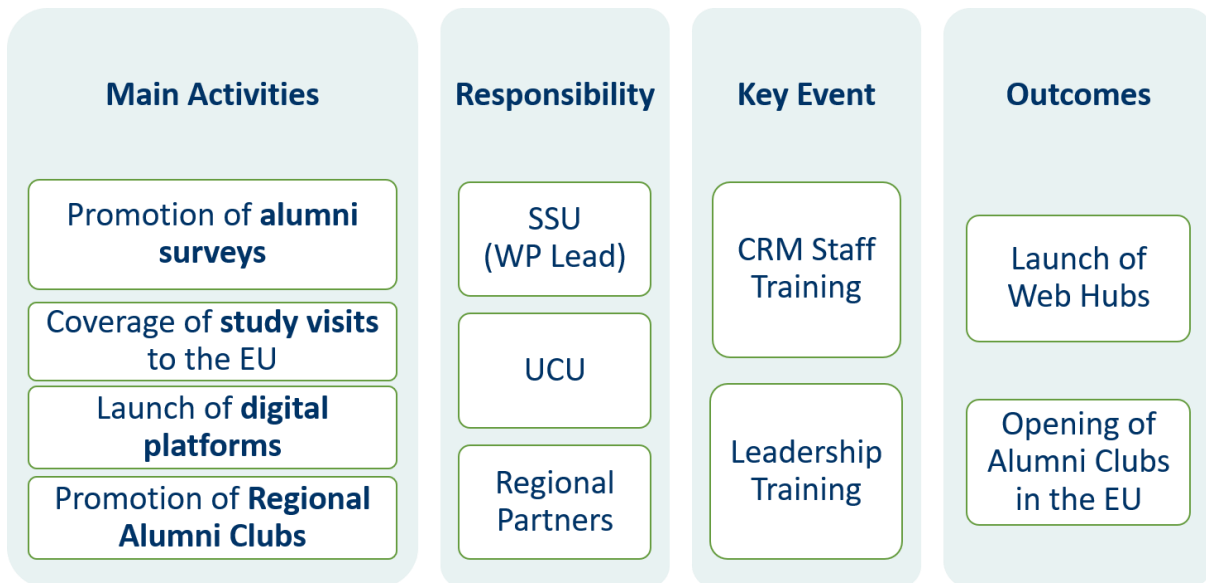 Main Activities
Promotion of alumni
surveys
Coverage of study visits
to the EU
Launch of digital
platforms
Promotion of Regional
Alumni Clubs
Responsibility
SSU
(WP Lead)
UCU
Regional
Partners
Key Event
CRM Staff
Training
Leadership
Training
Outcomes
Launch of
Web Hubs
Opening of
Alumni Clubs
in the EU